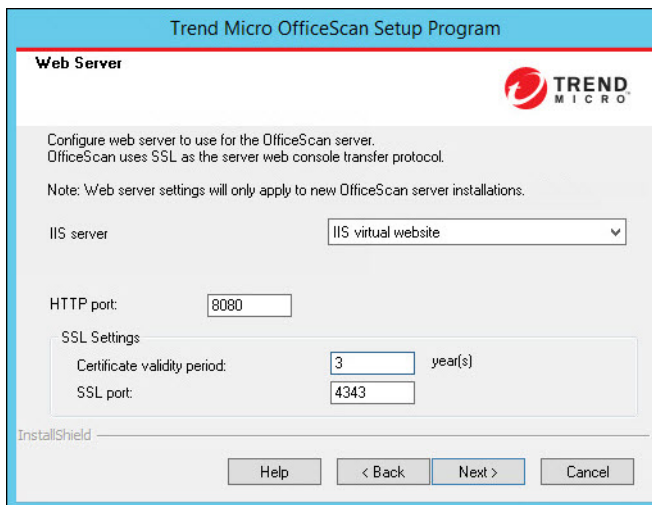 Trend Micro OfficeScan Setup Program
Web Server
TREND
MICRO
Configure web server to use for the OfficeScan server.
OfficeScan uses SSL as the server web console transfer protocol.
Note: Web server settings will only apply to new OfficeScan server installations.
IIS server IIS virtual website
HTTP port: 8080
SSL Settings
Certificate validity period: 3 year(s)
SSL port: 4343
InstallShield
Help < Back Next > Cancel